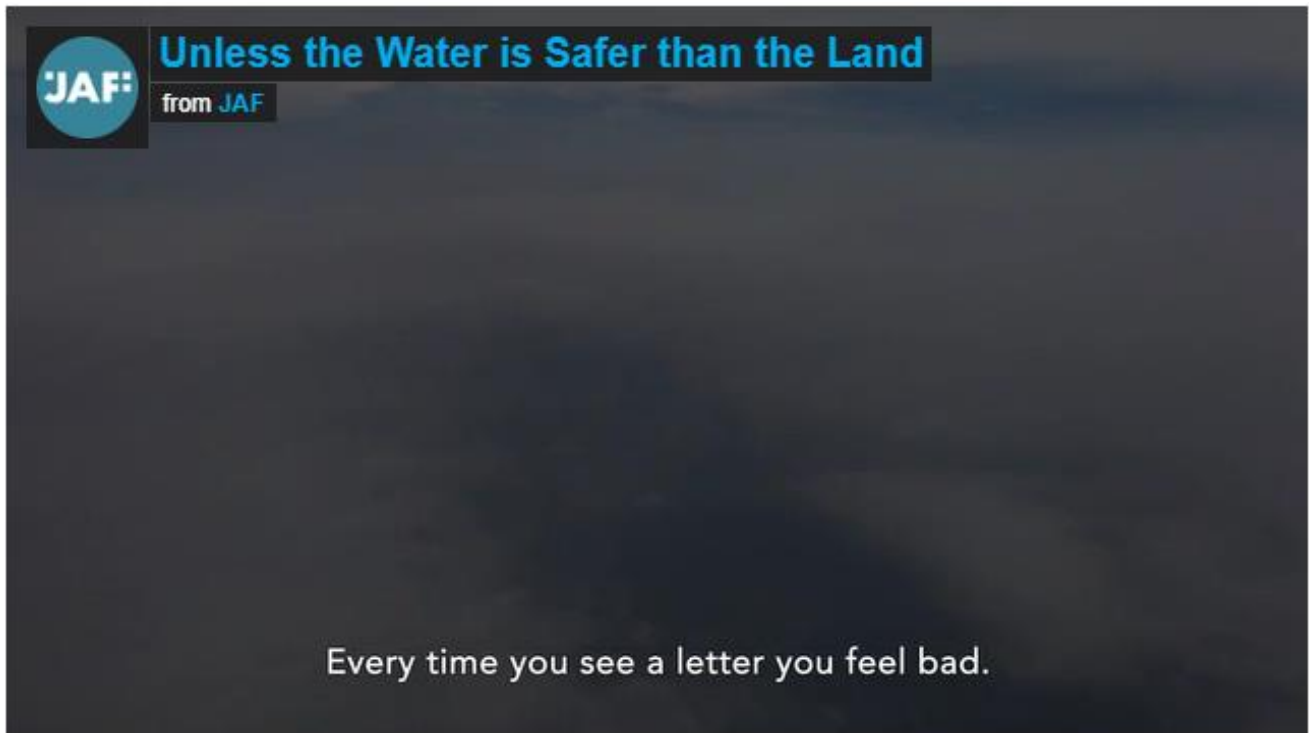 Unless the Water is Safer than the Land
JAF
from JAF
Every time you see a letter you feel bad.